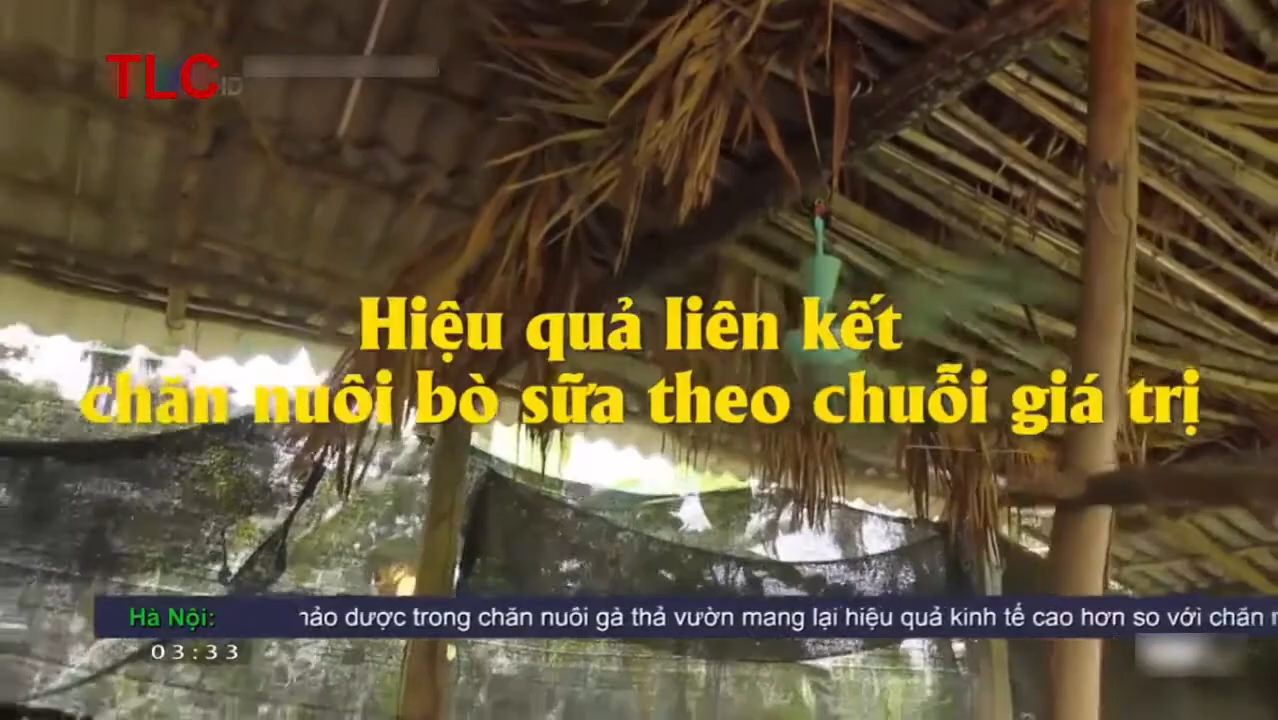 TLC
Hiệu quả liên kết
chăn nuôi bò sữa theo chuỗi giá trị
Hà Nội: dược trong chăn nuôi gà thả vườn mang lại hiệu quả kinh tế cao hơn so với chăn
03:33